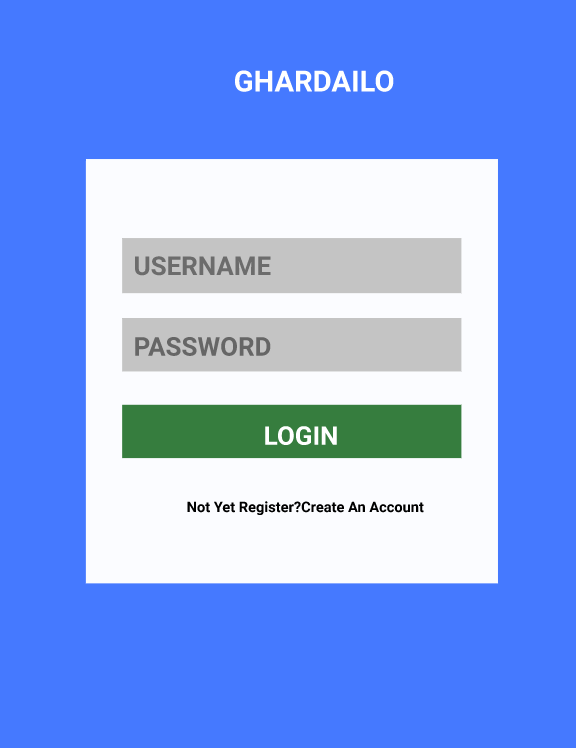 GHARDAILO
USERNAME
PASSWORD
LOGIN
Not Yet Register?Create An Account